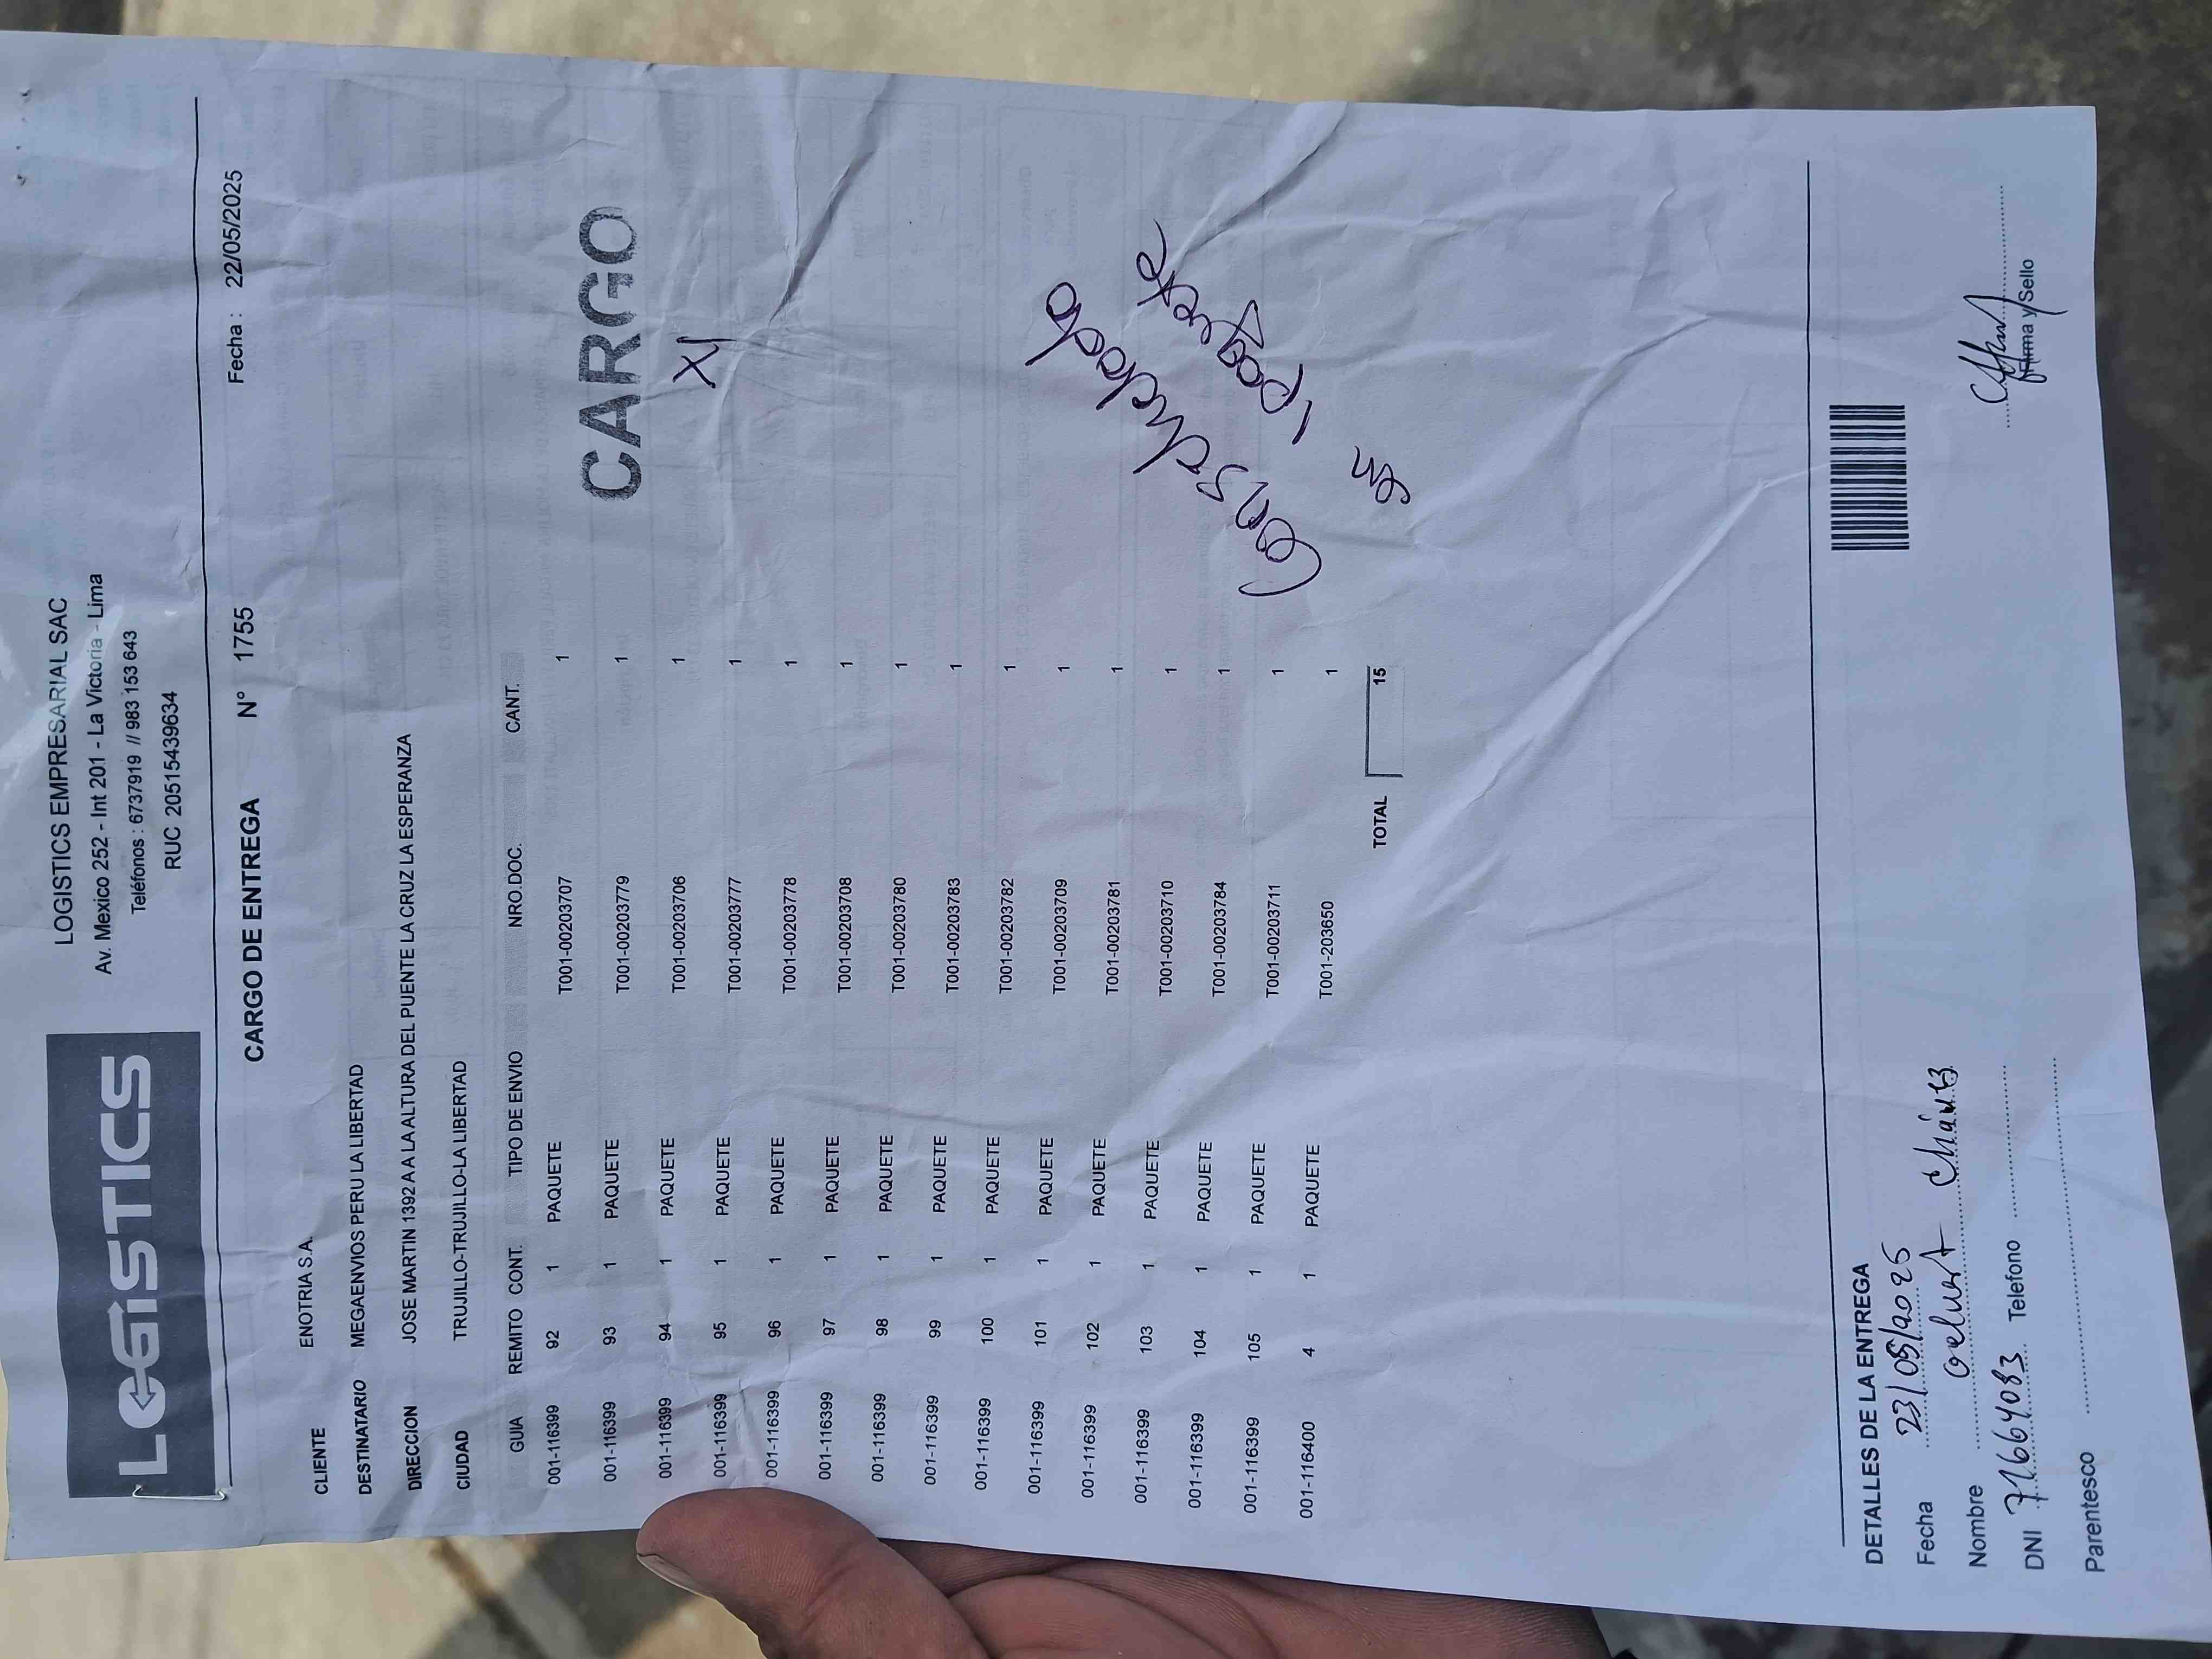 LOGISTICS
LOGISTICS EMPRESARIAL SAC
Av. Mexico 252 - Int 201 - La Victoria - Lima
Teléfonos : 6737919 // 983 153 643
RUC 20515439634
CARGO DE ENTREGA N° 1755 Fecha : 22/05/2025
CLIENTE ENOTRIA S.A.
DESTINATARIO MEGAENVIOS PERU LA LIBERTAD
DIRECCION JOSE MARTIN 1392 A A LA ALTURA DEL PUENTE LA CRUZ LA ESPERANZA
CIUDAD TRUJILLO-TRUJILLO-LA LIBERTAD
GUIA REMITO CONT. TIPO DE ENVIO NRO.DOC. CANT.
001-116399 92 1 PAQUETE T001-00203707 1
CARGO
001-116399 93 1 PAQUETE T001-00203779 1
001-116399 94 1 PAQUETE T001-00203706 1
X1
001-116399 95 1 PAQUETE T001-00203777 1
001-116399 96 1 PAQUETE T001-00203778 1
001-116399 97 1 PAQUETE T001-00203708 1
001-116399 98 1 PAQUETE T001-00203780 1
001-116399 99 1 PAQUETE T001-00203783 1
001-116399 100 1 PAQUETE T001-00203782 1
001-116399 101 1 PAQUETE T001-00203709 1
001-116399 102 1 PAQUETE T001-00203781 1
001-116399 103 1 PAQUETE T001-00203710 1
001-116399 104 1 PAQUETE T001-00203784 1
001-116399 105 1 PAQUETE T001-00203711 1
001-116400 4 1 PAQUETE T001-203650 1
en 1 paquete
TOTAL 15
DETALLES DE LA ENTREGA
Fecha 23/05/2025
Nombre Cháves
DNI 71664083 Telefono
Firma y Sello
Parentesco